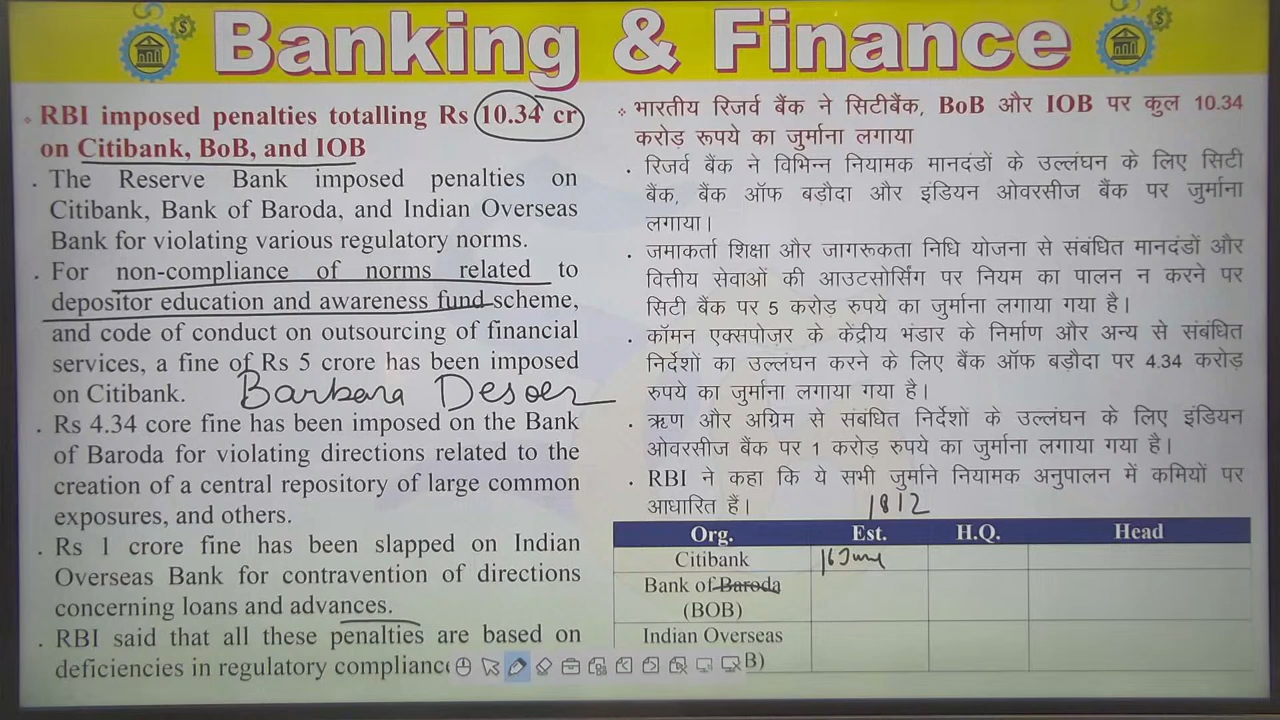 Banking & Finance
RBI imposed penalties totalling Rs 10.34 cr
on Citibank, BoB, and IOB
The Reserve Bank imposed penalties on
Citibank, Bank of Baroda, and Indian Overseas
Bank for violating various regulatory norms.
For non-compliance of norms related to
depositor education and awareness fund scheme,
and code of conduct on outsourcing of financial
services, a fine of Rs 5 crore has been imposed
on Citibank.
Barbara Desoer
Rs 4.34 core fine has been imposed on the Bank
of Baroda for violating directions related to the
creation of a central repository of large common
exposures, and others.
Rs 1 crore fine has been slapped on Indian
Overseas Bank for contravention of directions
concerning loans and advances.
RBI said that all these penalties are based on
deficiencies in regulatory compliance
भारतीय रिजर्व बैंक ने सिटीबैंक, BoB और IOB पर कुल 10.34
करोड़ रूपये का जुर्माना लगाया
रिजर्व बैंक ने विभिन्न नियामक मानदंडों के उल्लंघन के लिए सिटी
बैंक, बैंक ऑफ बड़ौदा और इंडियन ओवरसीज बैंक पर जुर्माना
लगाया।
जमाकर्ता शिक्षा और जागरूकता निधि योजना से संबंधित मानदंडों और
वित्तीय सेवाओं की आउटसोर्सिंग पर नियम का पालन न करने पर
सिटी बैंक पर 5 करोड़ रुपये का जुर्माना लगाया गया है।
कॉमन एक्सपोज़र के केंद्रीय भंडार के निर्माण और अन्य से संबंधित
निर्देशों का उल्लंघन करने के लिए बैंक ऑफ बड़ौदा पर 4.34 करोड़
रुपये का जुर्माना लगाया गया है।
ऋण और अग्रिम से संबंधित निर्देशों के उल्लंघन के लिए इंडियन
ओवरसीज बैंक पर 1 करोड़ रुपये का जुर्माना लगाया गया है।
RBI ने कहा कि ये सभी जुर्माने नियामक अनुपालन में कमियों पर
आधारित हैं।
1812
Org. Est. H.Q. Head
Citibank 16 June
Bank of Baroda
(BOB)
Indian Overseas
B)